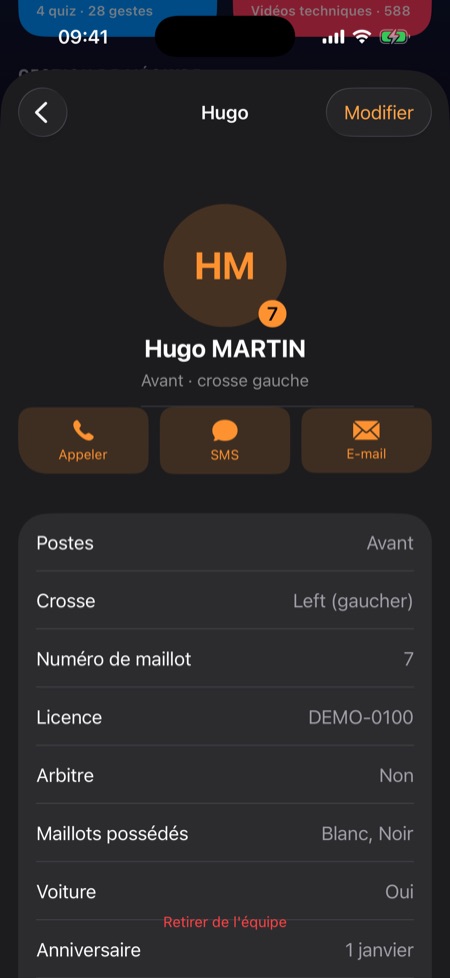 4 quiz · 28 gestes
Vidéos techniques · 588
09:41
Hugo
Modifier
HM
7
Hugo MARTIN
Avant · crosse gauche
Appeler
SMS
E-mail
Postes
Avant
Crosse
Left (gaucher)
Numéro de maillot
7
Licence
DEMO-0100
Arbitre
Non
Maillots possédés
Blanc, Noir
Voiture
Oui
Retirer de l'équipe
Anniversaire
1 janvier